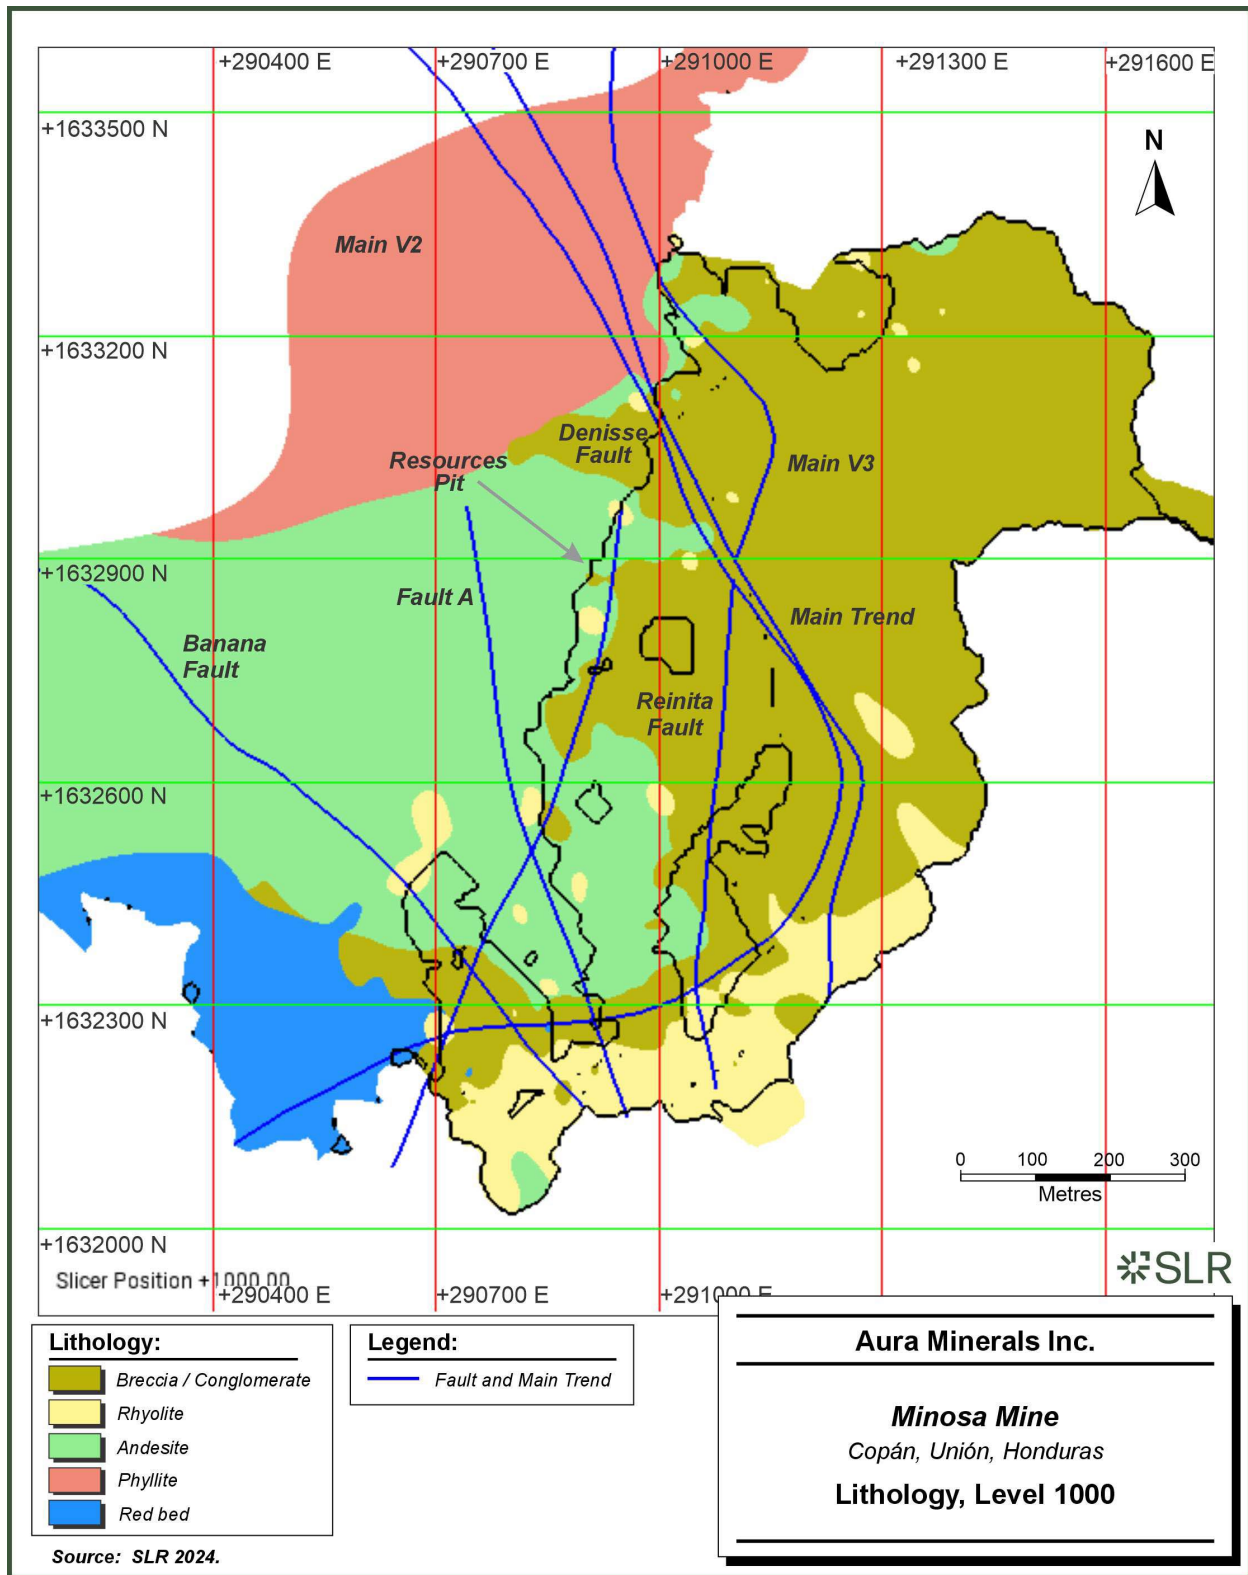 +290400 E
+290700 E
+291000 E
+291300 E
+291600 E
+1633500 N
N
Main V2
+1633200 N
Denisse
Fault
Resources
Pit
Main V3
+1632900 N
Fault A
Main Trend
Banana
Fault
Reinita
Fault
+1632600 N
+1632300 N
0 100 200 300
Metres
+1632000 N
Slicer Position +1000.00
+290400 E
+290700 E
+291000 E
SLR
Lithology:
Breccia / Conglomerate
Rhyolite
Andesite
Phyllite
Red bed
Legend:
Fault and Main Trend
Aura Minerals Inc.
Minosa Mine
Copán, Unión, Honduras
Lithology, Level 1000
Source: SLR 2024.